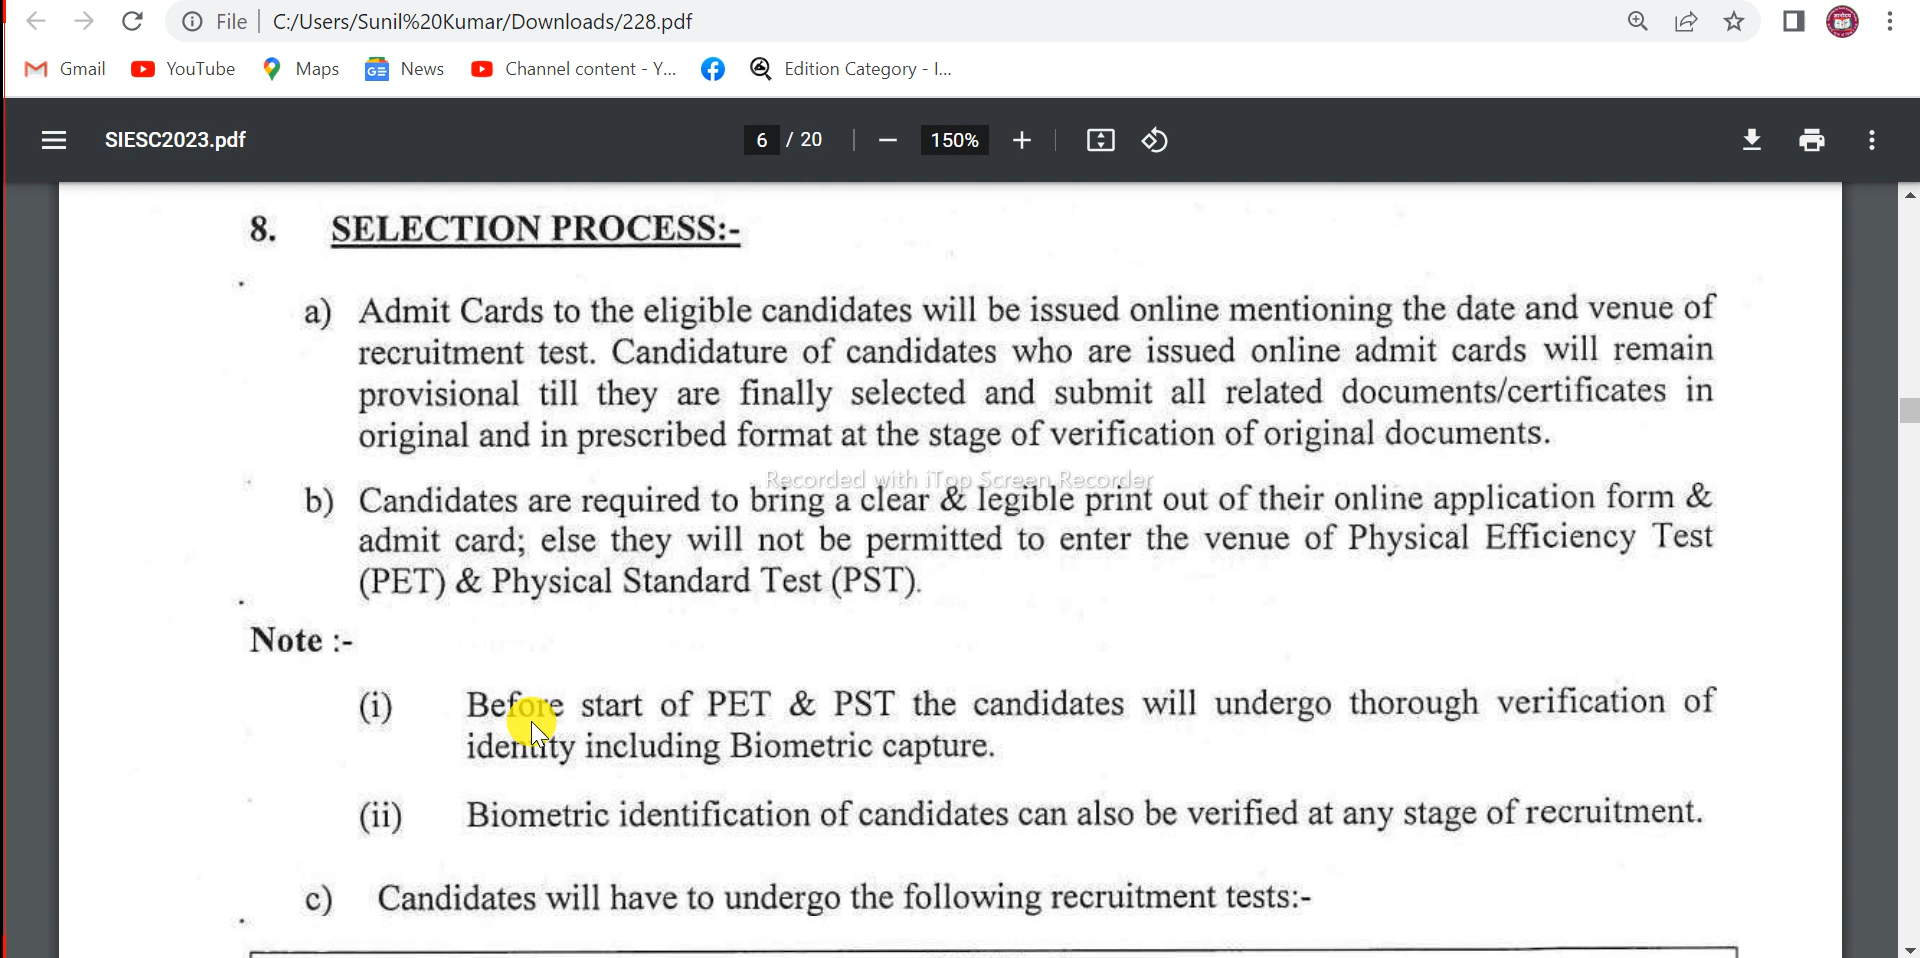 File C:/Users/Sunil%20Kumar/Downloads/228.pdf
Gmail YouTube Maps News Channel content - Y... Edition Category - I...
SIESC2023.pdf 6 / 20 150%
8. SELECTION PROCESS:-
a) Admit Cards to the eligible candidates will be issued online mentioning the date and venue of
recruitment test. Candidature of candidates who are issued online admit cards will remain
provisional till they are finally selected and submit all related documents/certificates in
original and in prescribed format at the stage of verification of original documents.
Recorded with iTop Screen Recorder
b) Candidates are required to bring a clear & legible print out of their online application form &
admit card; else they will not be permitted to enter the venue of Physical Efficiency Test
(PET) & Physical Standard Test (PST).
Note :-
(i) Before start of PET & PST the candidates will undergo thorough verification of
identity including Biometric capture.
(ii) Biometric identification of candidates can also be verified at any stage of recruitment.
c) Candidates will have to undergo the following recruitment tests:-